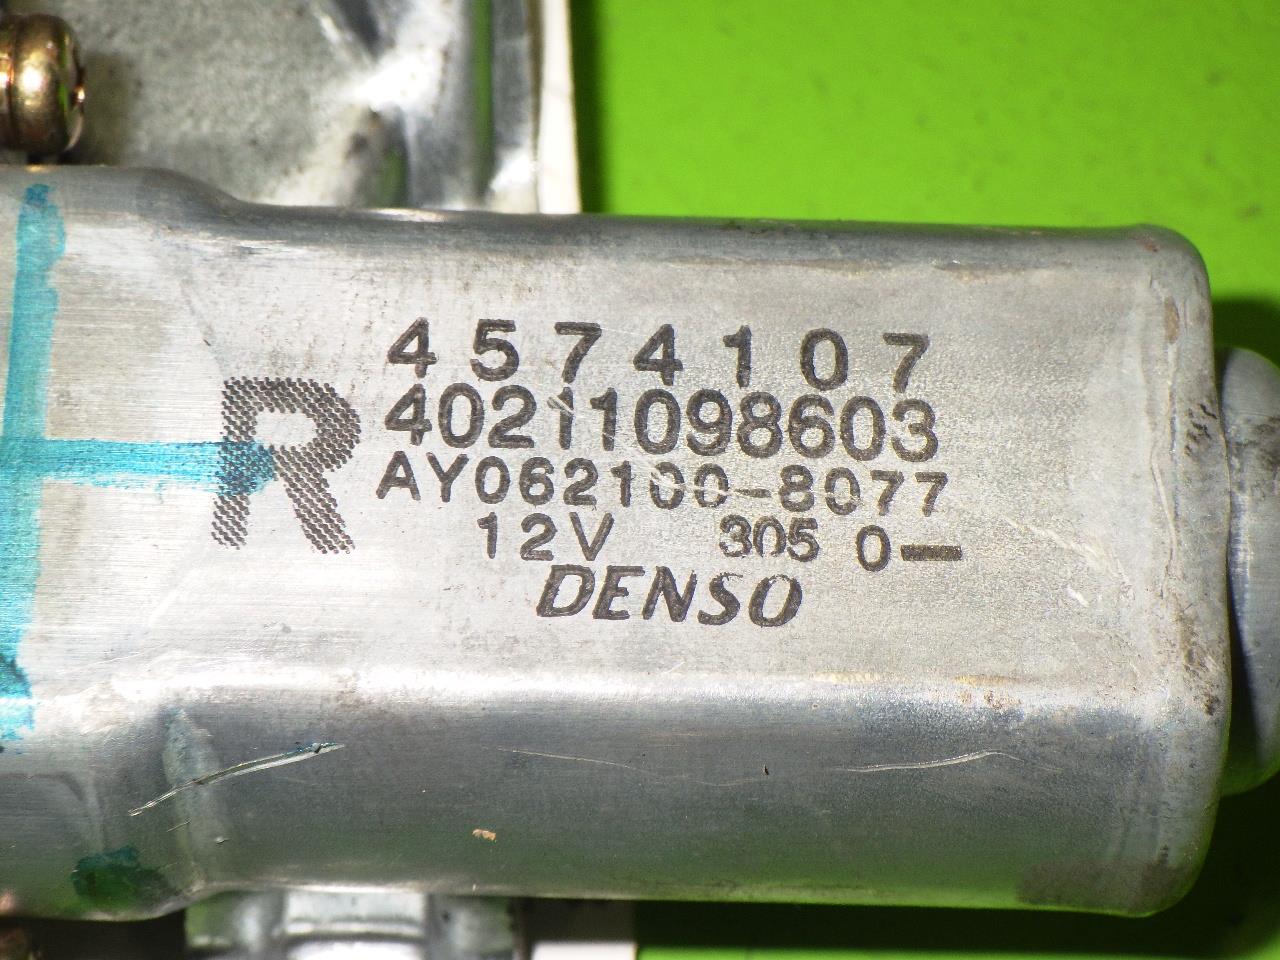 R
4574107
40211098603
AY062100-8077
12V 305 0-
DENSO